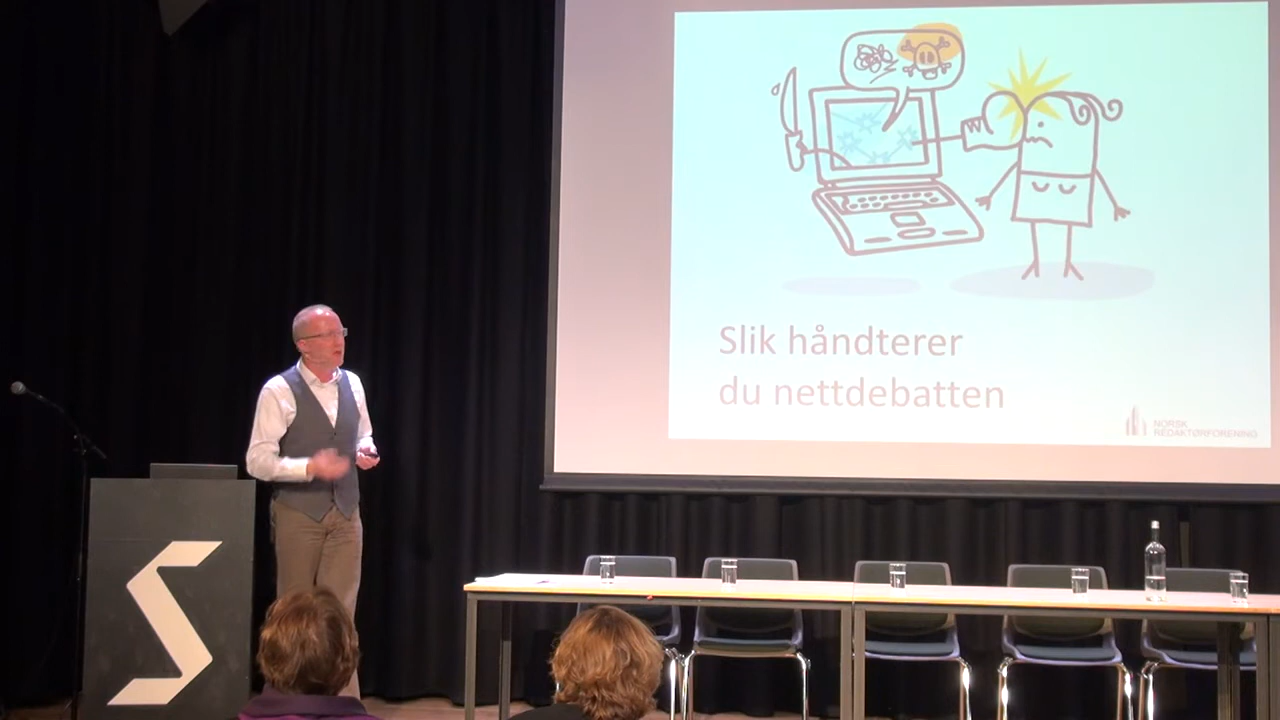 Slik håndterer
du nettdebatten
NORSK
REDAKTØRFORENING
S